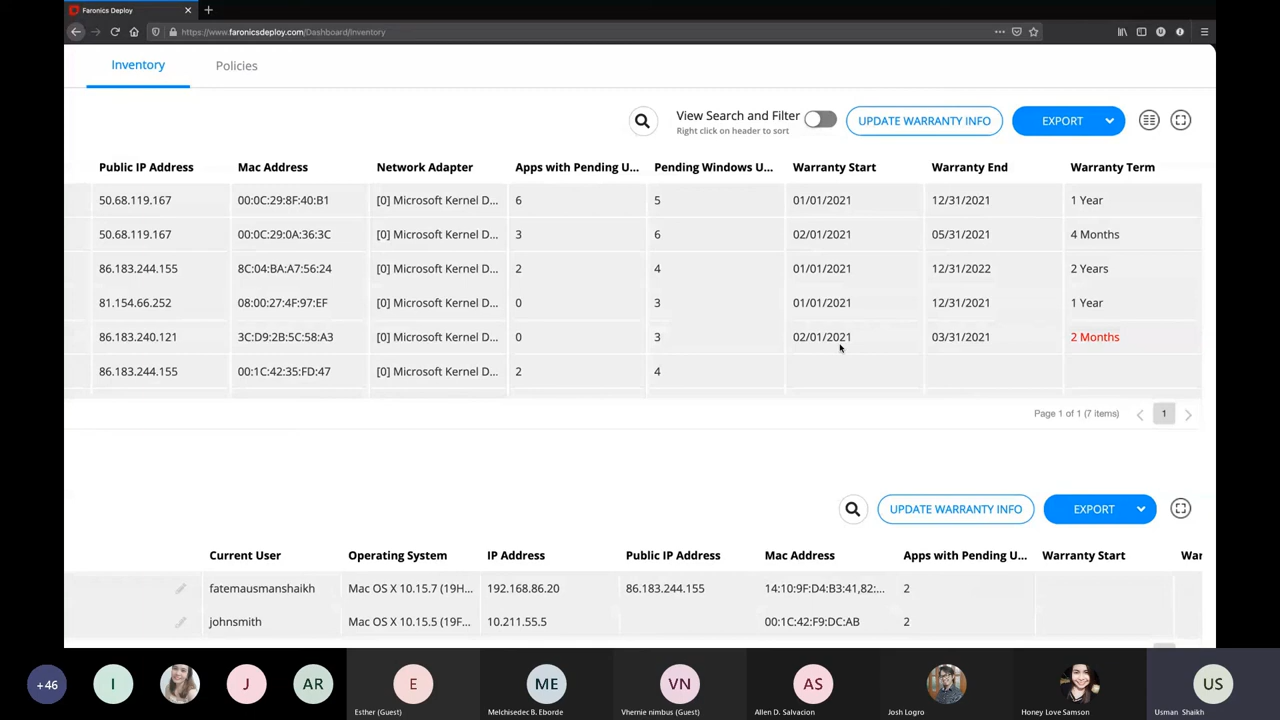 Faronics Deploy
https://www.faronicsdeploy.com/Dashboard/Inventory
Inventory Policies
View Search and Filter
Right click on header to sort
UPDATE WARRANTY INFO
EXPORT
Public IP Address Mac Address Network Adapter Apps with Pending U... Pending Windows U... Warranty Start Warranty End Warranty Term
50.68.119.167 00:0C:29:8F:40:B1 [0] Microsoft Kernel D... 6 5 01/01/2021 12/31/2021 1 Year
50.68.119.167 00:0C:29:0A:36:3C [0] Microsoft Kernel D... 3 6 02/01/2021 05/31/2021 4 Months
86.183.244.155 8C:04:BA:A7:56:24 [0] Microsoft Kernel D... 2 4 01/01/2021 12/31/2022 2 Years
81.154.66.252 08:00:27:4F:97:EF [0] Microsoft Kernel D... 0 3 01/01/2021 12/31/2021 1 Year
86.183.240.121 3C:D9:2B:5C:58:A3 [0] Microsoft Kernel D... 0 3 02/01/2021 03/31/2021 2 Months
86.183.244.155 00:1C:42:35:FD:47 [0] Microsoft Kernel D... 2 4
Page 1 of 1 (7 items) 1
UPDATE WARRANTY INFO
EXPORT
Current User Operating System IP Address Public IP Address Mac Address Apps with Pending U... Warranty Start War
fatemausmanshaikh Mac OS X 10.15.7 (19H... 192.168.86.20 86.183.244.155 14:10:9F:D4:B3:41,82:... 2
johnsmith Mac OS X 10.15.5 (19F... 10.211.55.5 00:1C:42:F9:DC:AB 2
+46 I J AR E ME VN AS US
Esther (Guest) Melchisedec B. Eborde Vhernie nimbus (Guest) Allen D. Salvacion Josh Logro Honey Love Samson Usman Shaikh